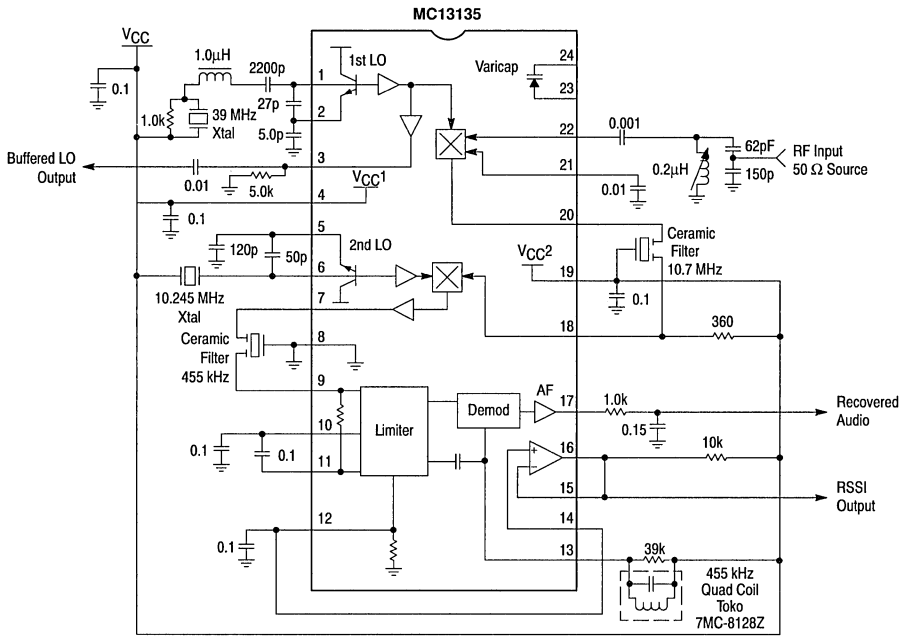 MC13135
VCC
1.0µH
2200p
1st LO
0.1
1.0k
39 MHz
Xtal
27p
5.0p
1
2
Varicap
24
23
22
0.001
62pF
150p
RF Input
50 Ω Source
0.2µH
21
0.01
Buffered LO
Output
0.01
3
5.0k
VCC1
4
0.1
20
Ceramic
Filter
10.7 MHz
5
120p
50p
2nd LO
6
10.245 MHz
Xtal
VCC2
19
0.1
7
18
360
Ceramic
Filter
455 kHz
8
9
Limiter
Demod
AF
17
1.0k
0.15
Recovered
Audio
10
0.1
0.1
11
+
–
16
10k
15
RSSI
Output
12
0.1
14
13
39k
455 kHz
Quad Coil
Toko
7MC-8128Z